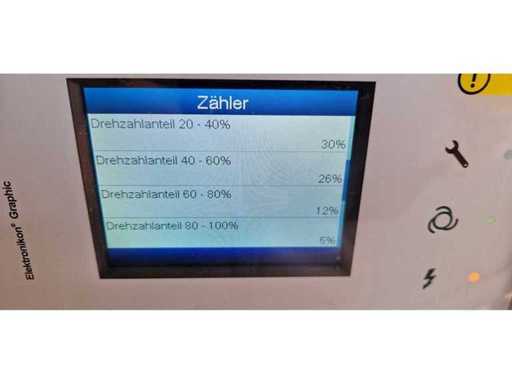 Zähler
Drehzahlanteil 20 - 40%
30%
Drehzahlanteil 40 - 60%
26%
Drehzahlanteil 60 - 80%
12%
Drehzahlanteil 80 - 100%
5%
Elektronikon® Graphic